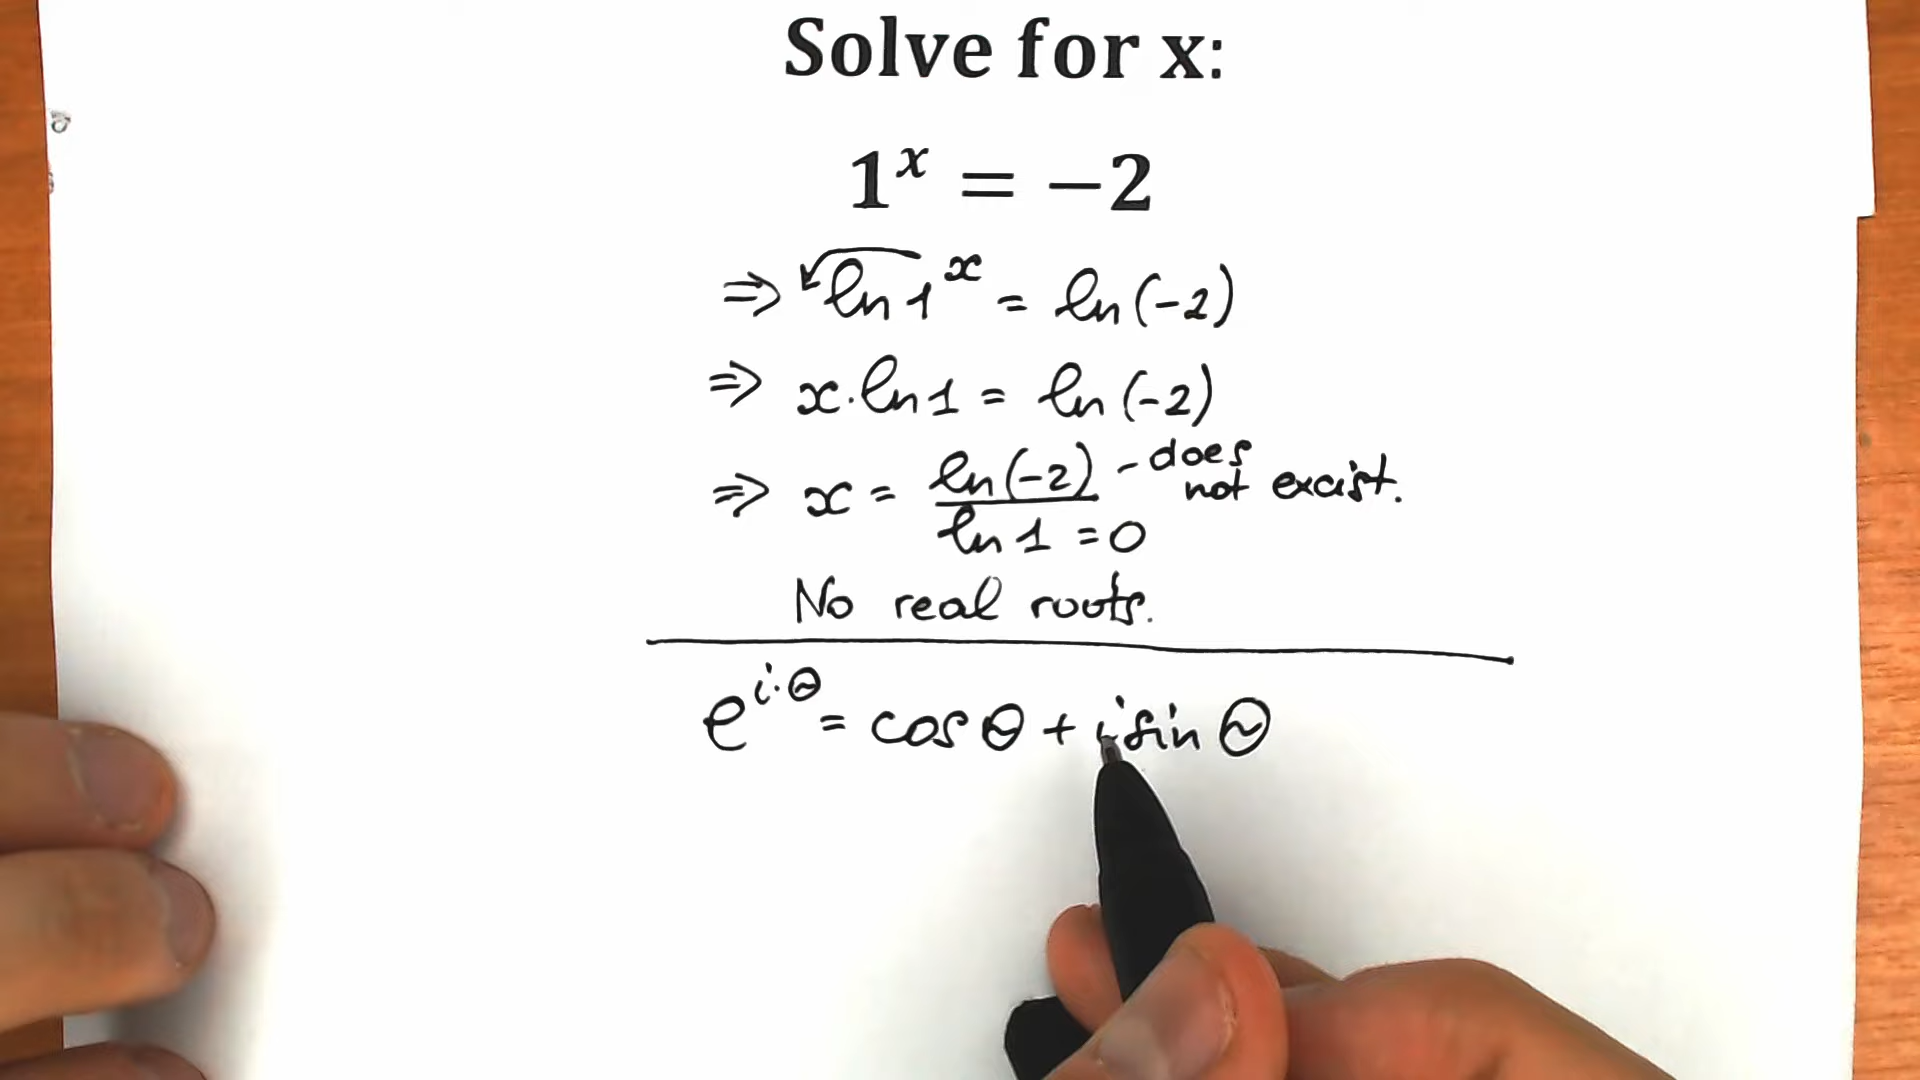 Solve for x:
1^x = −2
⇒ ln 1^x = ln(-2)
⇒ x·ln 1 = ln(-2)
⇒ x = ln(-2) / ln 1 = 0 - does not excist.
No real roots.
e^{i·θ} = cos θ + i sin θ